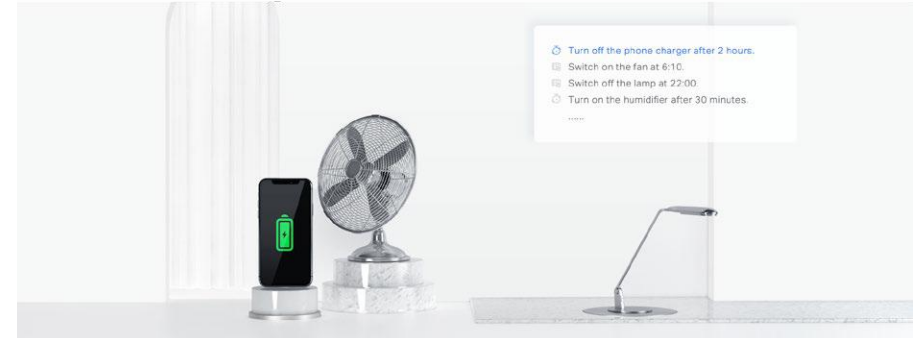 Turn off the phone charger after 2 hours.
Switch on the fan at 6:10.
Switch off the lamp at 22:00.
Turn on the humidifier after 30 minutes.
......